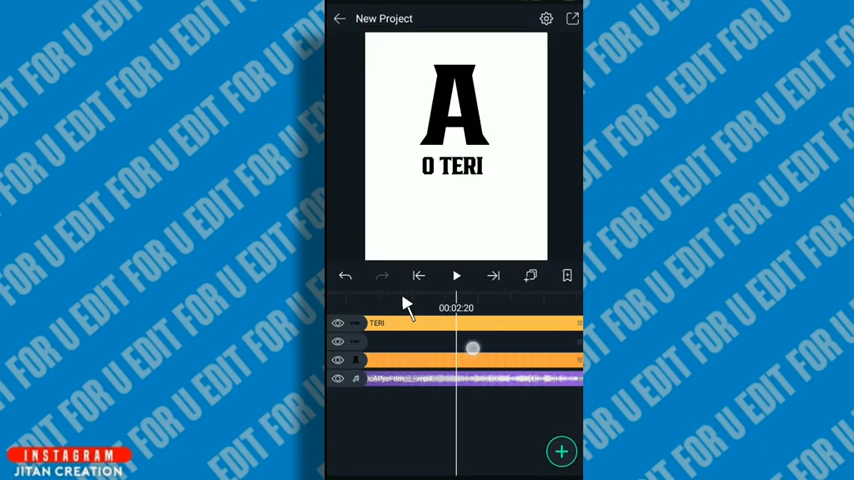 New Project
A
O TERI
00:02:20
TERI
A
EDIT FOR U EDIT FOR U EDIT FOR U
INSTAGRAM
JITAN CREATION